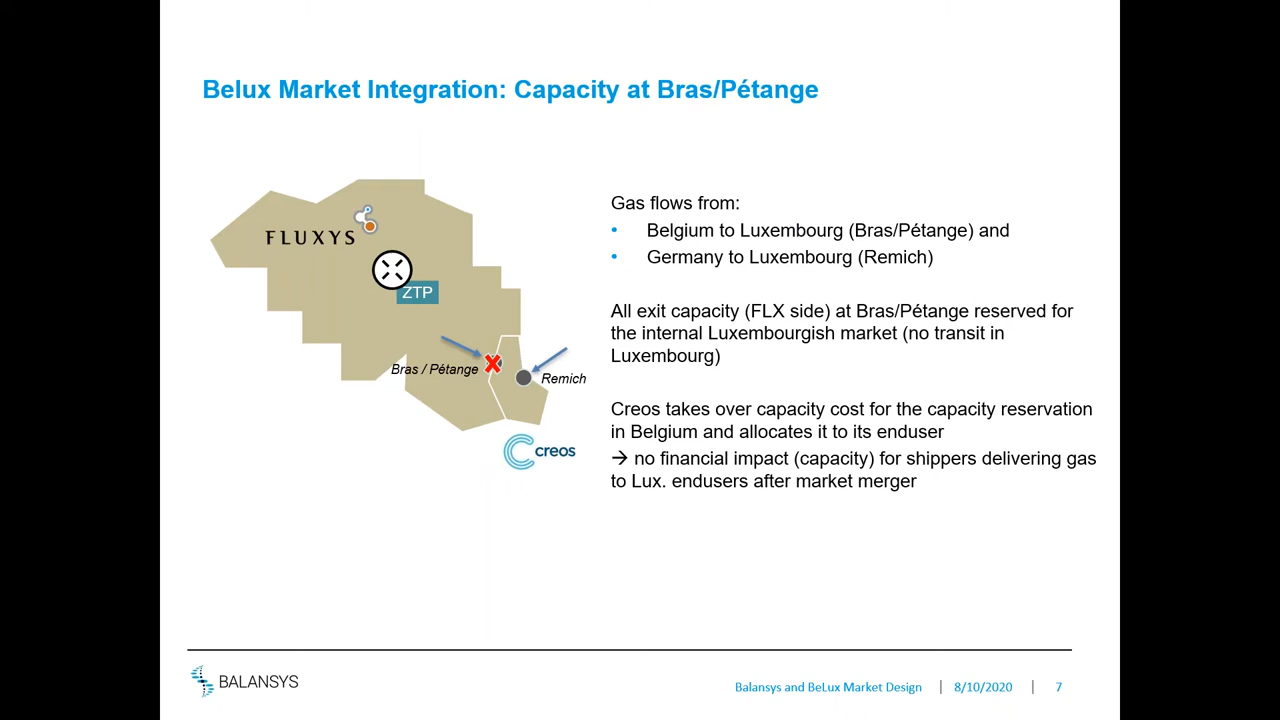 Belux Market Integration: Capacity at Bras/Pétange
FLUXYS
ZTP
Bras / Pétange
Remich
creos
Gas flows from:
• Belgium to Luxembourg (Bras/Pétange) and
• Germany to Luxembourg (Remich)
All exit capacity (FLX side) at Bras/Pétange reserved for
the internal Luxembourgish market (no transit in
Luxembourg)
Creos takes over capacity cost for the capacity reservation
in Belgium and allocates it to its enduser
→ no financial impact (capacity) for shippers delivering gas
to Lux. endusers after market merger
BALANSYS
Balansys and BeLux Market Design | 8/10/2020 | 7